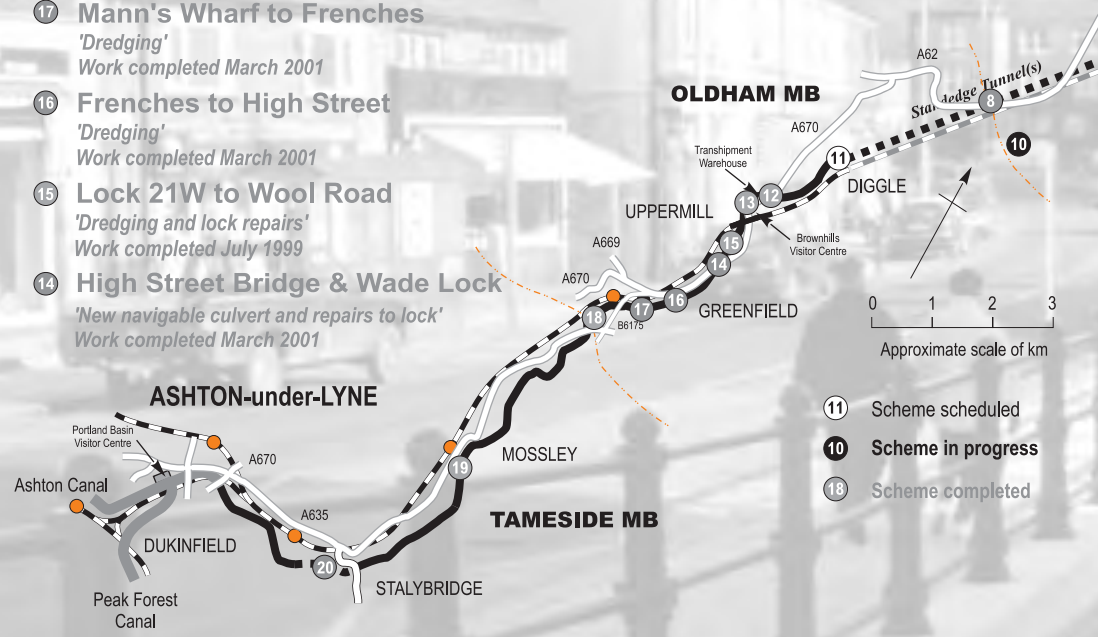 17 Mann's Wharf to Frenches
'Dredging'
Work completed March 2001
16 Frenches to High Street
'Dredging'
Work completed March 2001
15 Lock 21W to Wool Road
'Dredging and lock repairs'
Work completed July 1999
14 High Street Bridge & Wade Lock
'New navigable culvert and repairs to lock'
Work completed March 2001
A62
Standedge Tunnel(s)
8
OLDHAM MB
A670
10
Transhipment
Warehouse
11
DIGGLE
13
12
UPPERMILL
15
Brownhills
Visitor Centre
A669
14
A670
16
GREENFIELD
17
18
B6175
0 1 2 3
Approximate scale of km
11 Scheme scheduled
10 Scheme in progress
18 Scheme completed
ASHTON-under-LYNE
Portland Basin
Visitor Centre
A670
MOSSLEY
19
Ashton Canal
TAMESIDE MB
A635
DUKINFIELD
20
STALYBRIDGE
Peak Forest
Canal